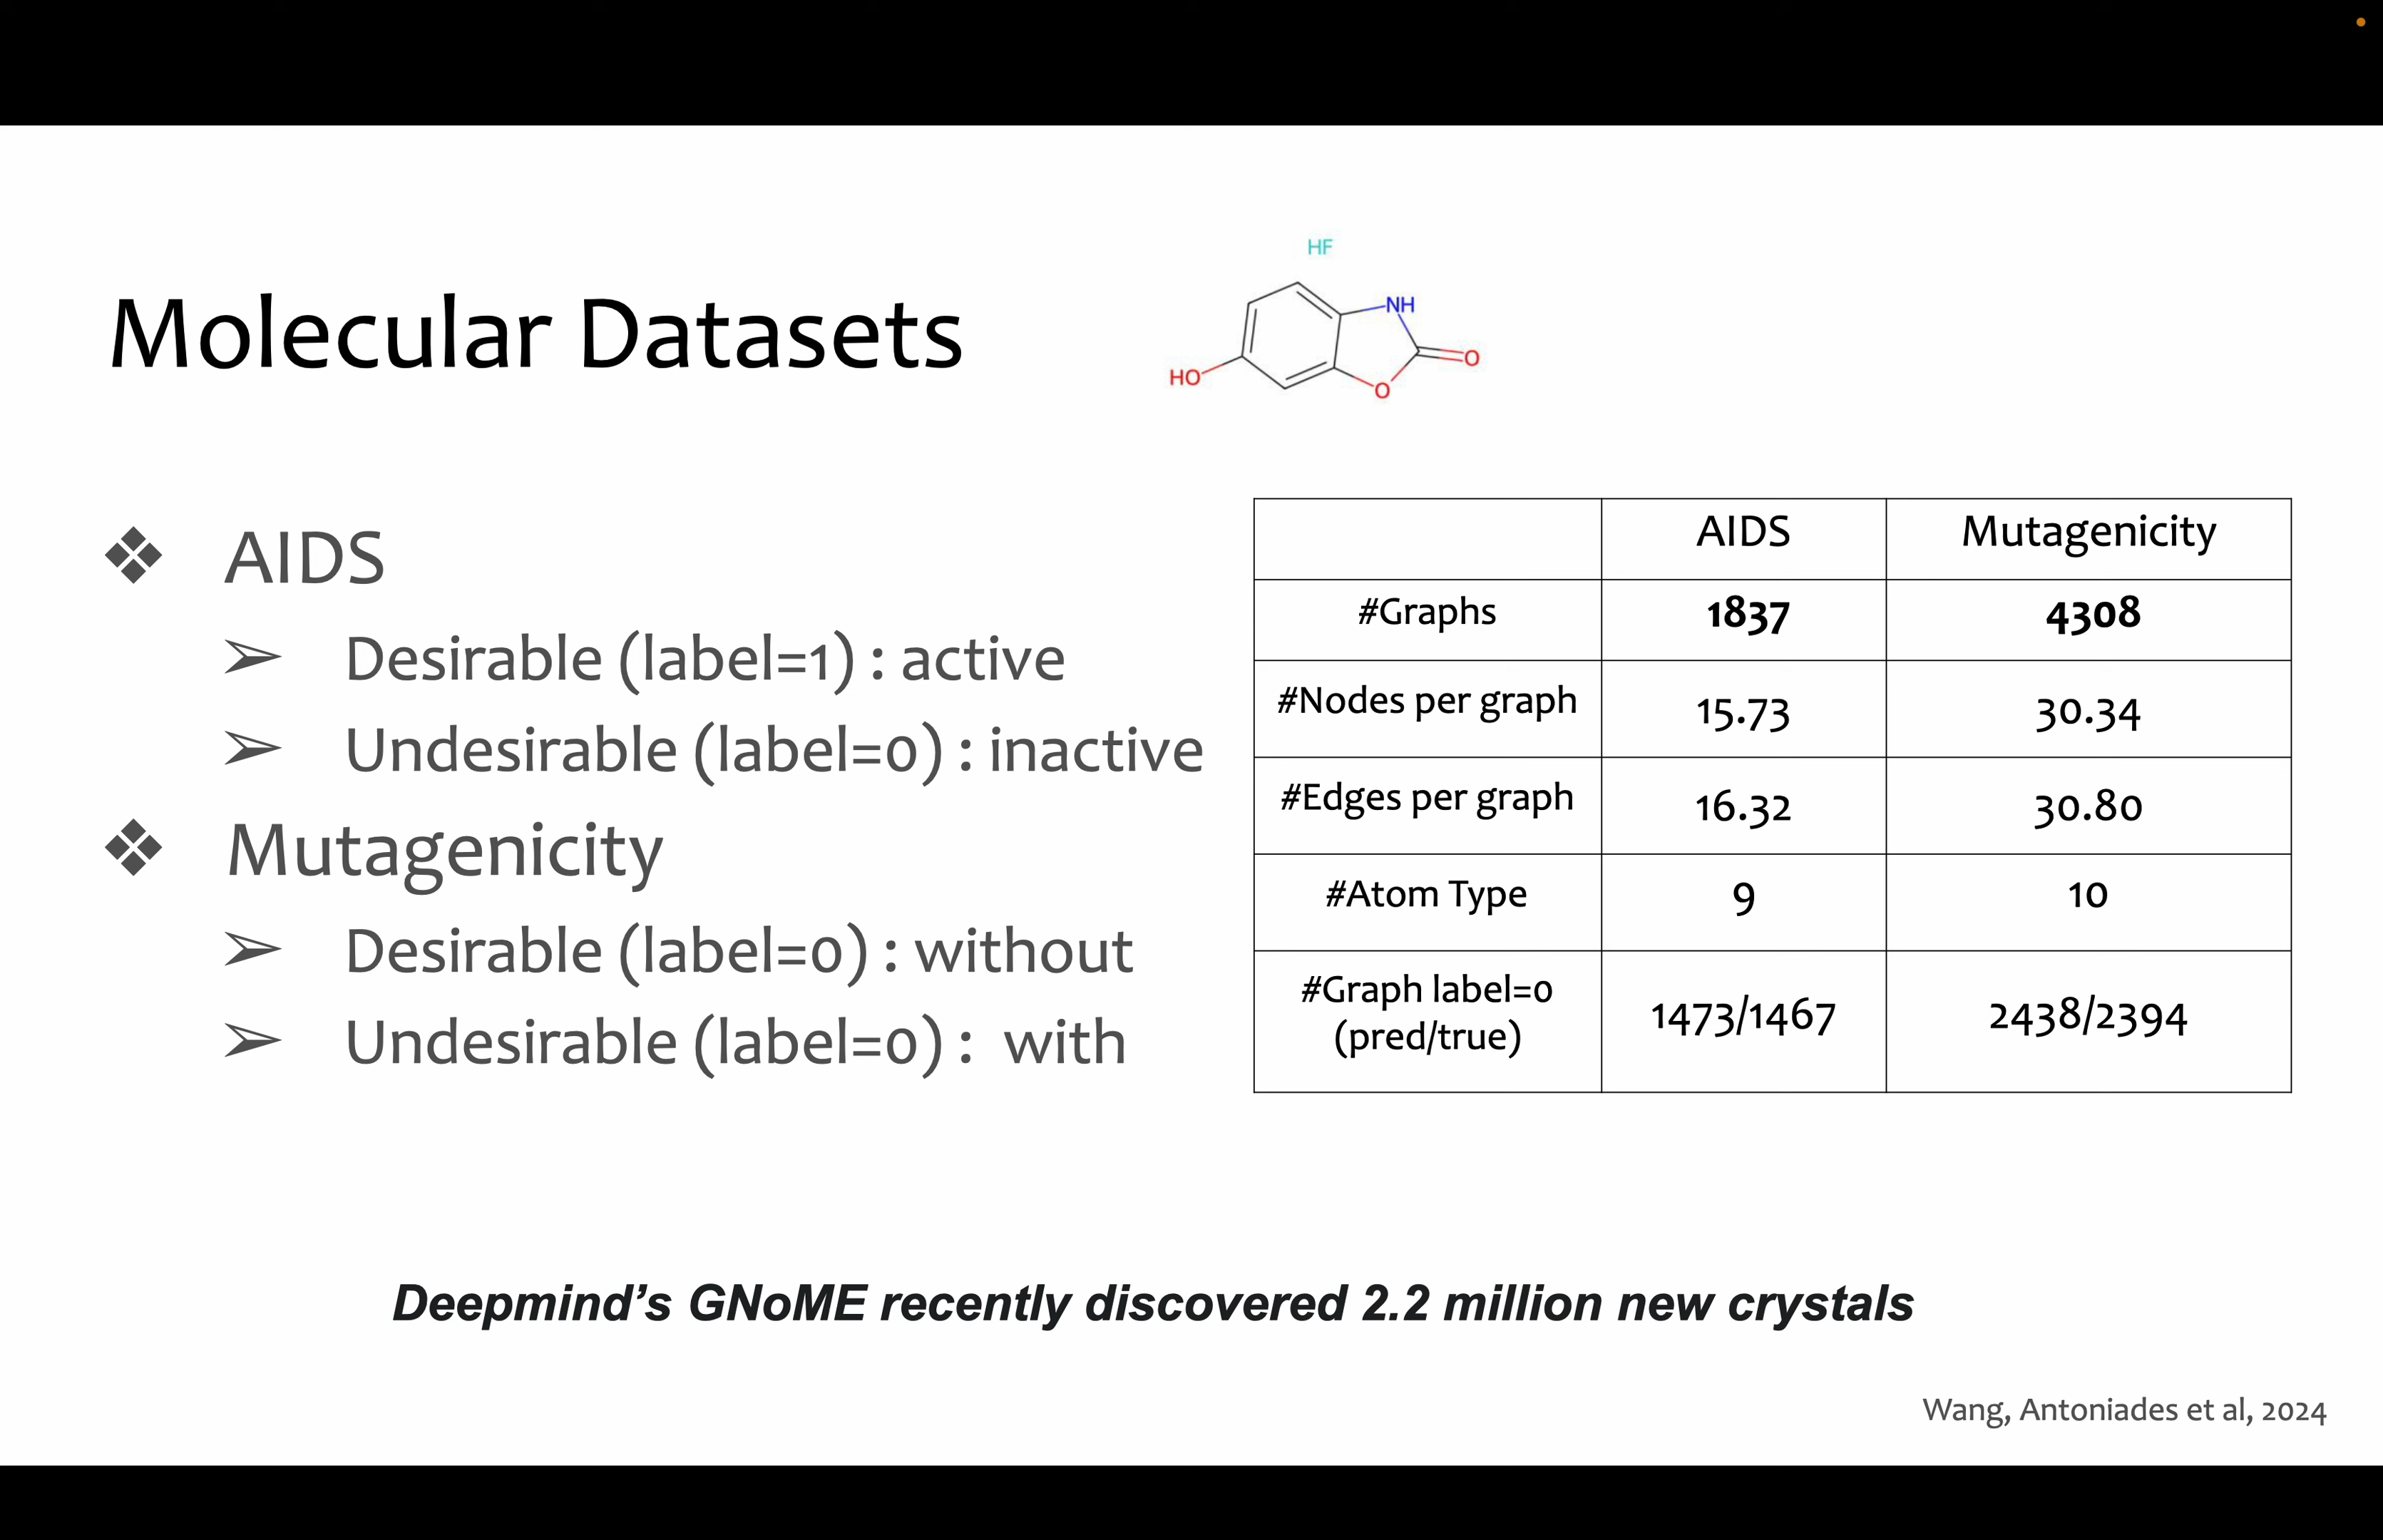 Molecular Datasets
HF
NH
O
O
HO
❖ AIDS
➢ Desirable (label=1) : active
➢ Undesirable (label=0) : inactive
❖ Mutagenicity
➢ Desirable (label=0) : without
➢ Undesirable (label=0) : with
AIDS Mutagenicity
#Graphs 1837 4308
#Nodes per graph 15.73 30.34
#Edges per graph 16.32 30.80
#Atom Type 9 10
#Graph label=0
(pred/true) 1473/1467 2438/2394
Deepmind’s GNoME recently discovered 2.2 million new crystals
Wang, Antoniades et al, 2024